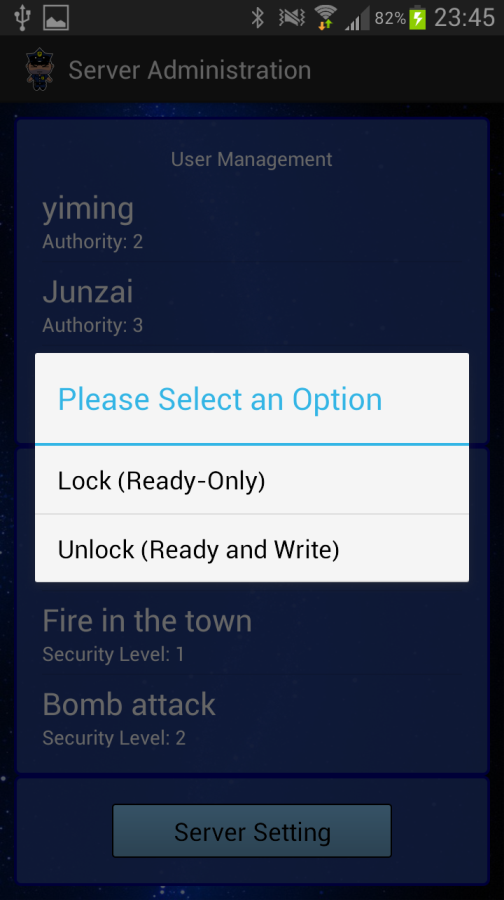 82% 23:45
Server Administration
User Management
yiming
Authority: 2
Junzai
Authority: 3
Please Select an Option
Lock (Ready-Only)
Unlock (Ready and Write)
Fire in the town
Security Level: 1
Bomb attack
Security Level: 2
Server Setting